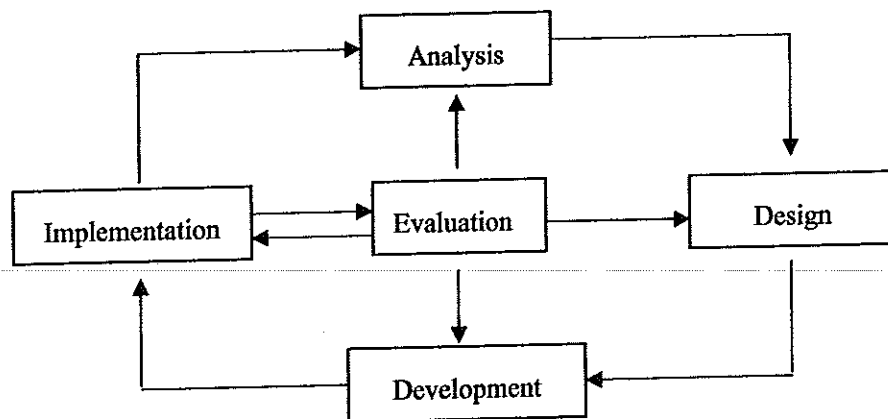 Analysis
Implementation
Evaluation
Design
Development